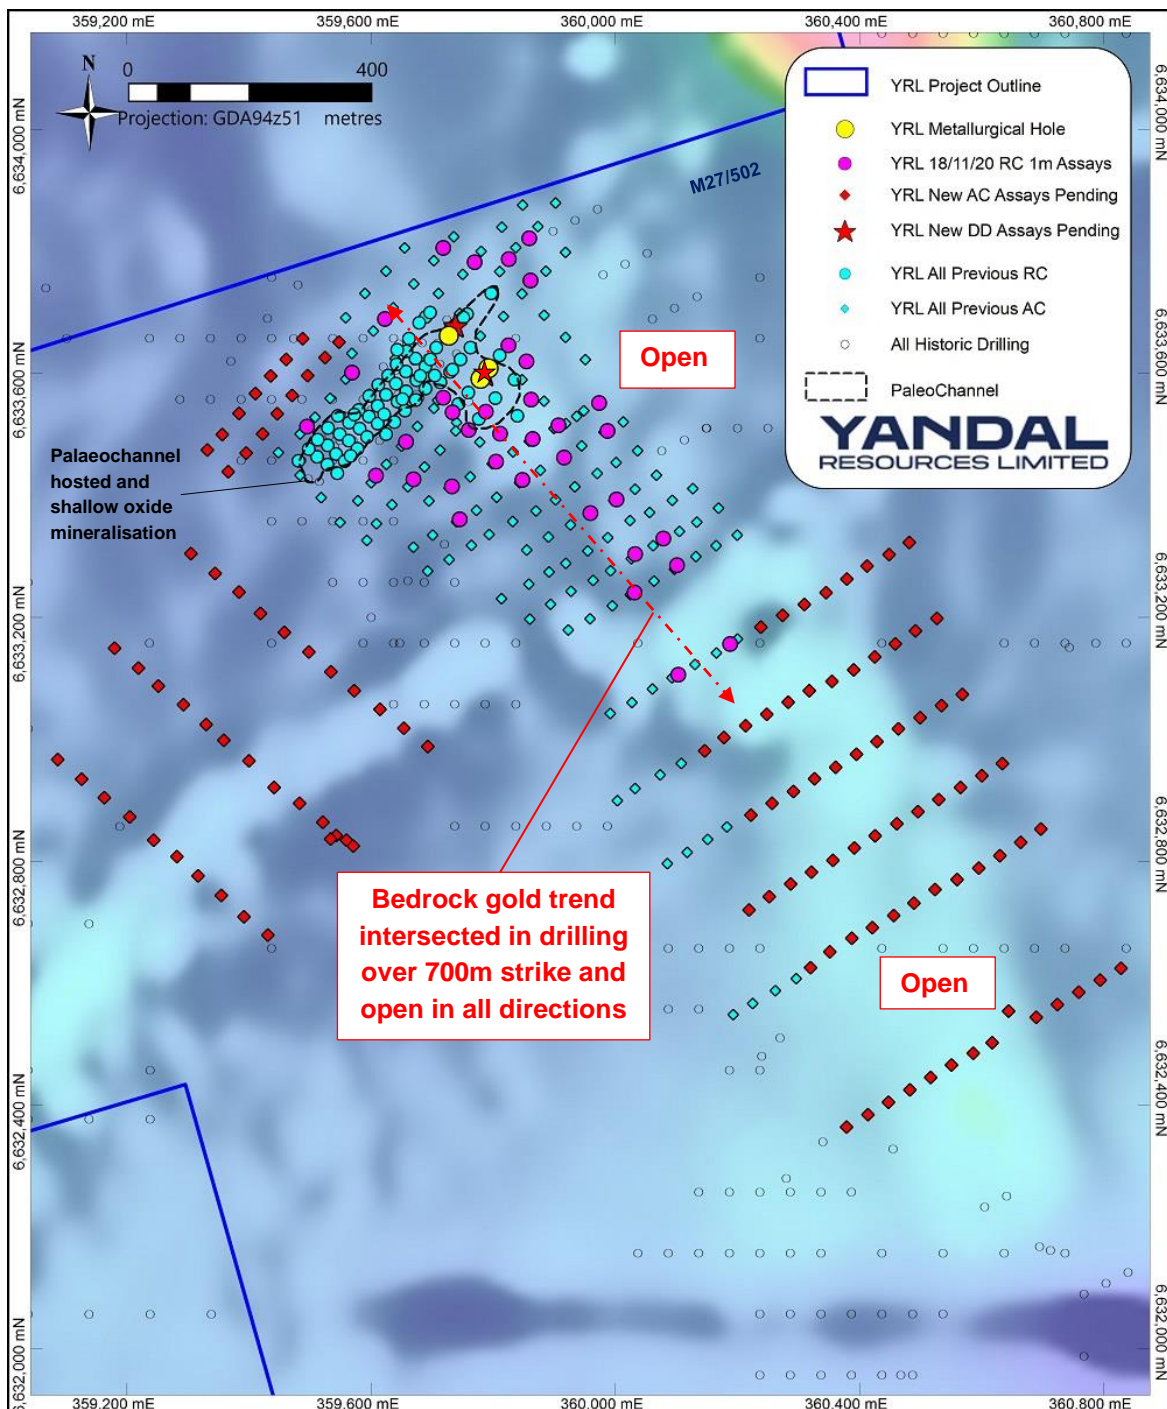 359,200 mE
359,600 mE
360,000 mE
360,400 mE
360,800 mE
N
0
400
Projection: GDA94z51 metres
M27/502
YRL Project Outline
YRL Metallurgical Hole
YRL 18/11/20 RC 1m Assays
YRL New AC Assays Pending
YRL New DD Assays Pending
YRL All Previous RC
YRL All Previous AC
All Historic Drilling
PaleoChannel
YANDAL
RESOURCES LIMITED
6,634,000 mN
6,634,000 mN
Open
6,633,600 mN
6,633,600 mN
Palaeochannel
hosted and
shallow oxide
mineralisation
6,633,200 mN
6,633,200 mN
6,632,800 mN
6,632,800 mN
Bedrock gold trend
intersected in drilling
over 700m strike and
open in all directions
Open
6,632,400 mN
6,632,400 mN
6,632,000 mN
6,632,000 mN
359,200 mE
359,600 mE
360,000 mE
360,400 mE
360,800 mE